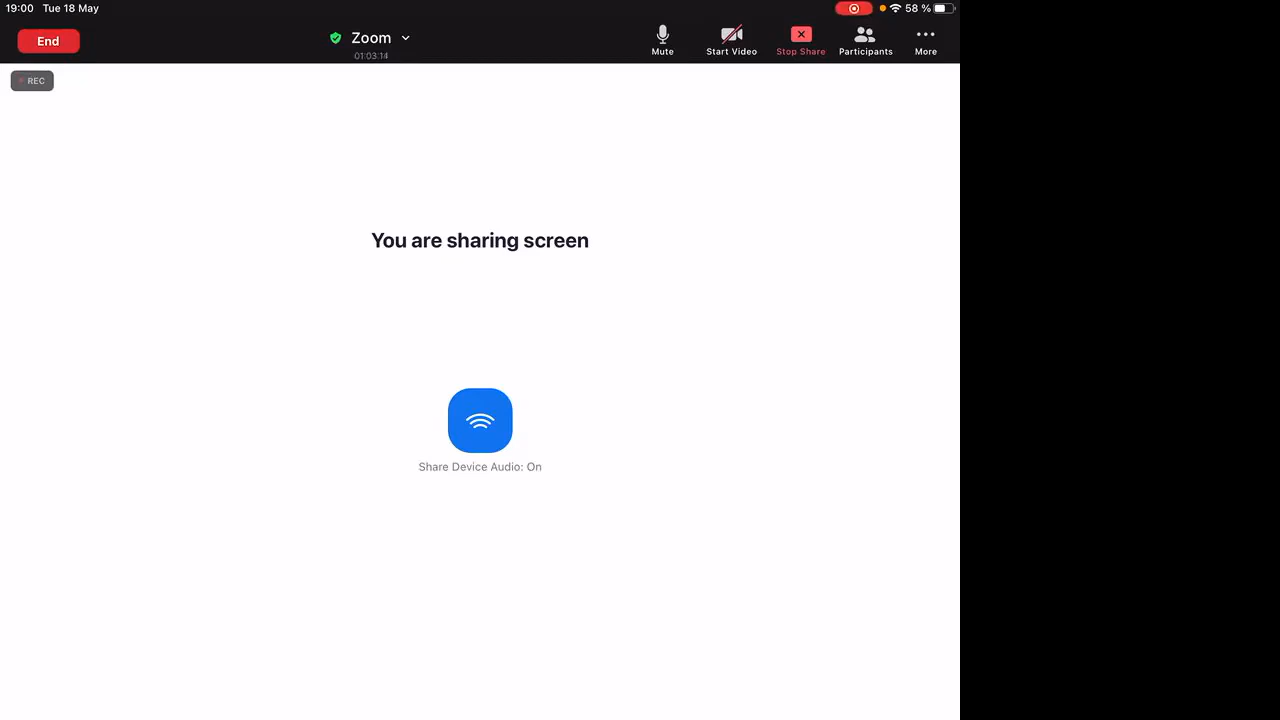 19:00 Tue 18 May 58 %
End
Zoom
01:03:14
Mute
Start Video
Stop Share
Participants
More
REC
You are sharing screen
Share Device Audio: On